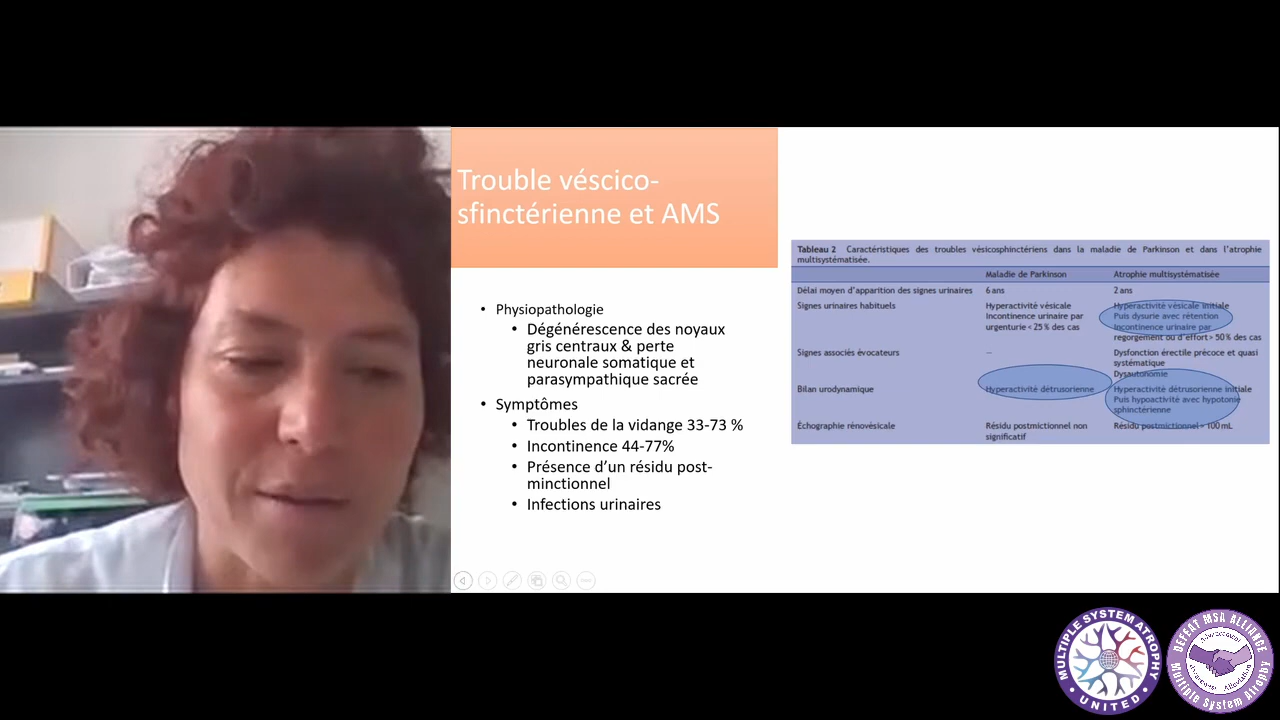 Trouble véscico-
sfinctérienne et AMS
• Physiopathologie
• Dégénérescence des noyaux
gris centraux & perte
neuronale somatique et
parasympathique sacrée
• Symptômes
• Troubles de la vidange 33-73 %
• Incontinence 44-77%
• Présence d’un résidu post-
minctionnel
• Infections urinaires
Tableau 2 Caractéristiques des troubles vésicosphinctériens dans la maladie de Parkinson et dans l’atrophie
multisystématisée.
Maladie de Parkinson Atrophie multisystématisée
Délai moyen d’apparition des signes urinaires 6 ans 2 ans
Signes urinaires habituels Hyperactivité vésicale Hyperactivité vésicale initiale
Incontinence urinaire par Puis dysurie avec rétention
urgenturie < 25 % des cas Incontinence urinaire par
regorgement ou d’effort > 50 % des cas
Signes associés évocateurs — Dysfonction érectile précoce et quasi
systématique
Dysautonomie
Bilan urodynamique Hyperactivité détrusorienne Hyperactivité détrusorienne initiale
Puis hypoactivité avec hypotonie
sphinctérienne
Échographie rénovésicale Résidu postmictionnel non Résidu postmictionnel > 100 mL
significatif
MULTIPLE SYSTEM ATROPHY
• UNITED •
DEFEAT MSA ALLIANCE
Multiple System Atrophy